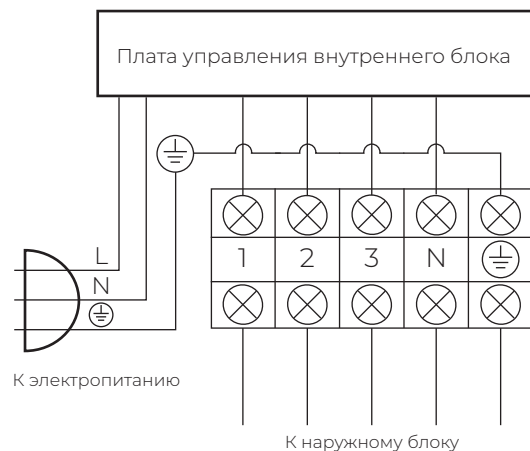 Плата управления внутреннего блока
L
N
1 2 3 N
К электропитанию
К наружному блоку